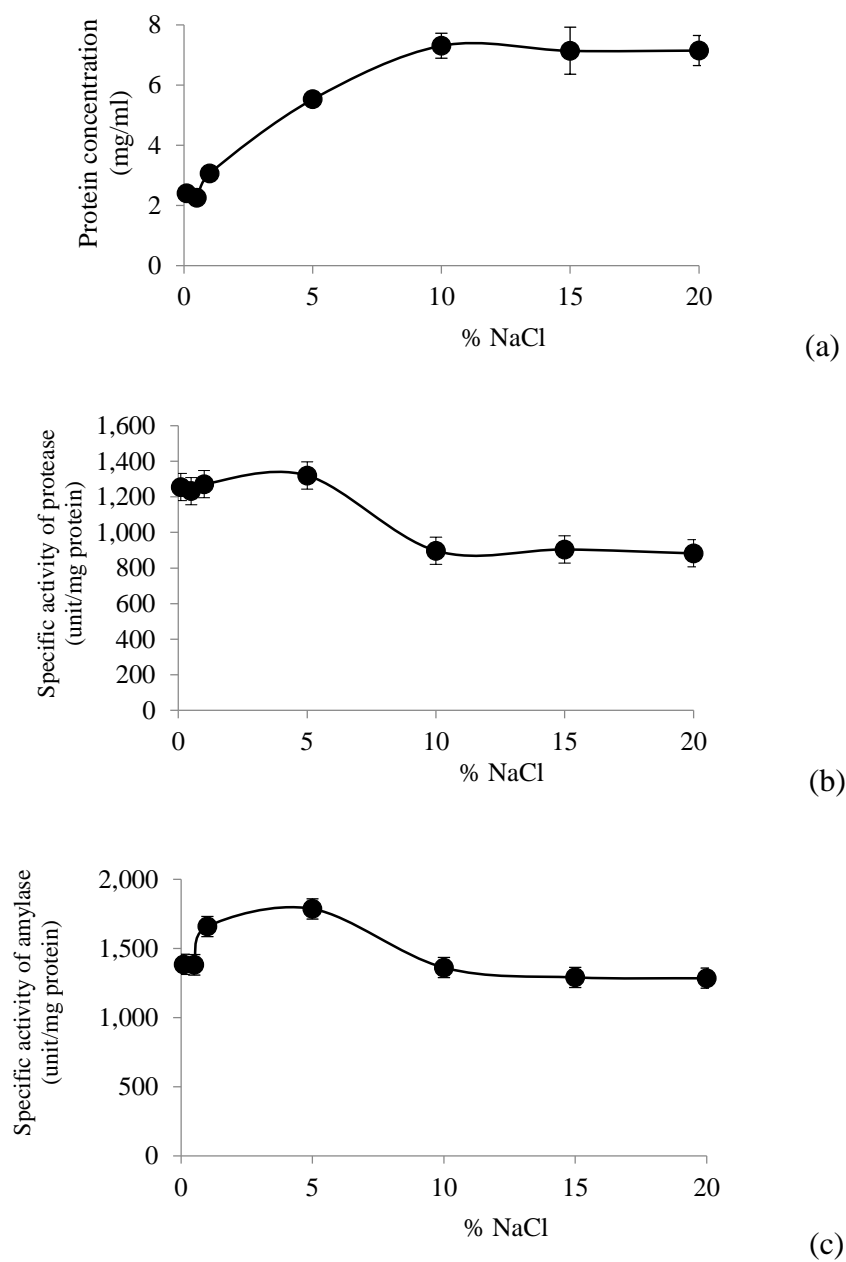 8
6
4
2
0
Protein concentration
(mg/ml)
0 5 10 15 20
% NaCl
(a)
1,600
1,400
1,200
1,000
800
600
400
200
0
Specific activity of protease
(unit/mg protein)
0 5 10 15 20
% NaCl
(b)
2,000
1,500
1,000
500
0
Specific activity of amylase
(unit/mg protein)
0 5 10 15 20
% NaCl
(c)